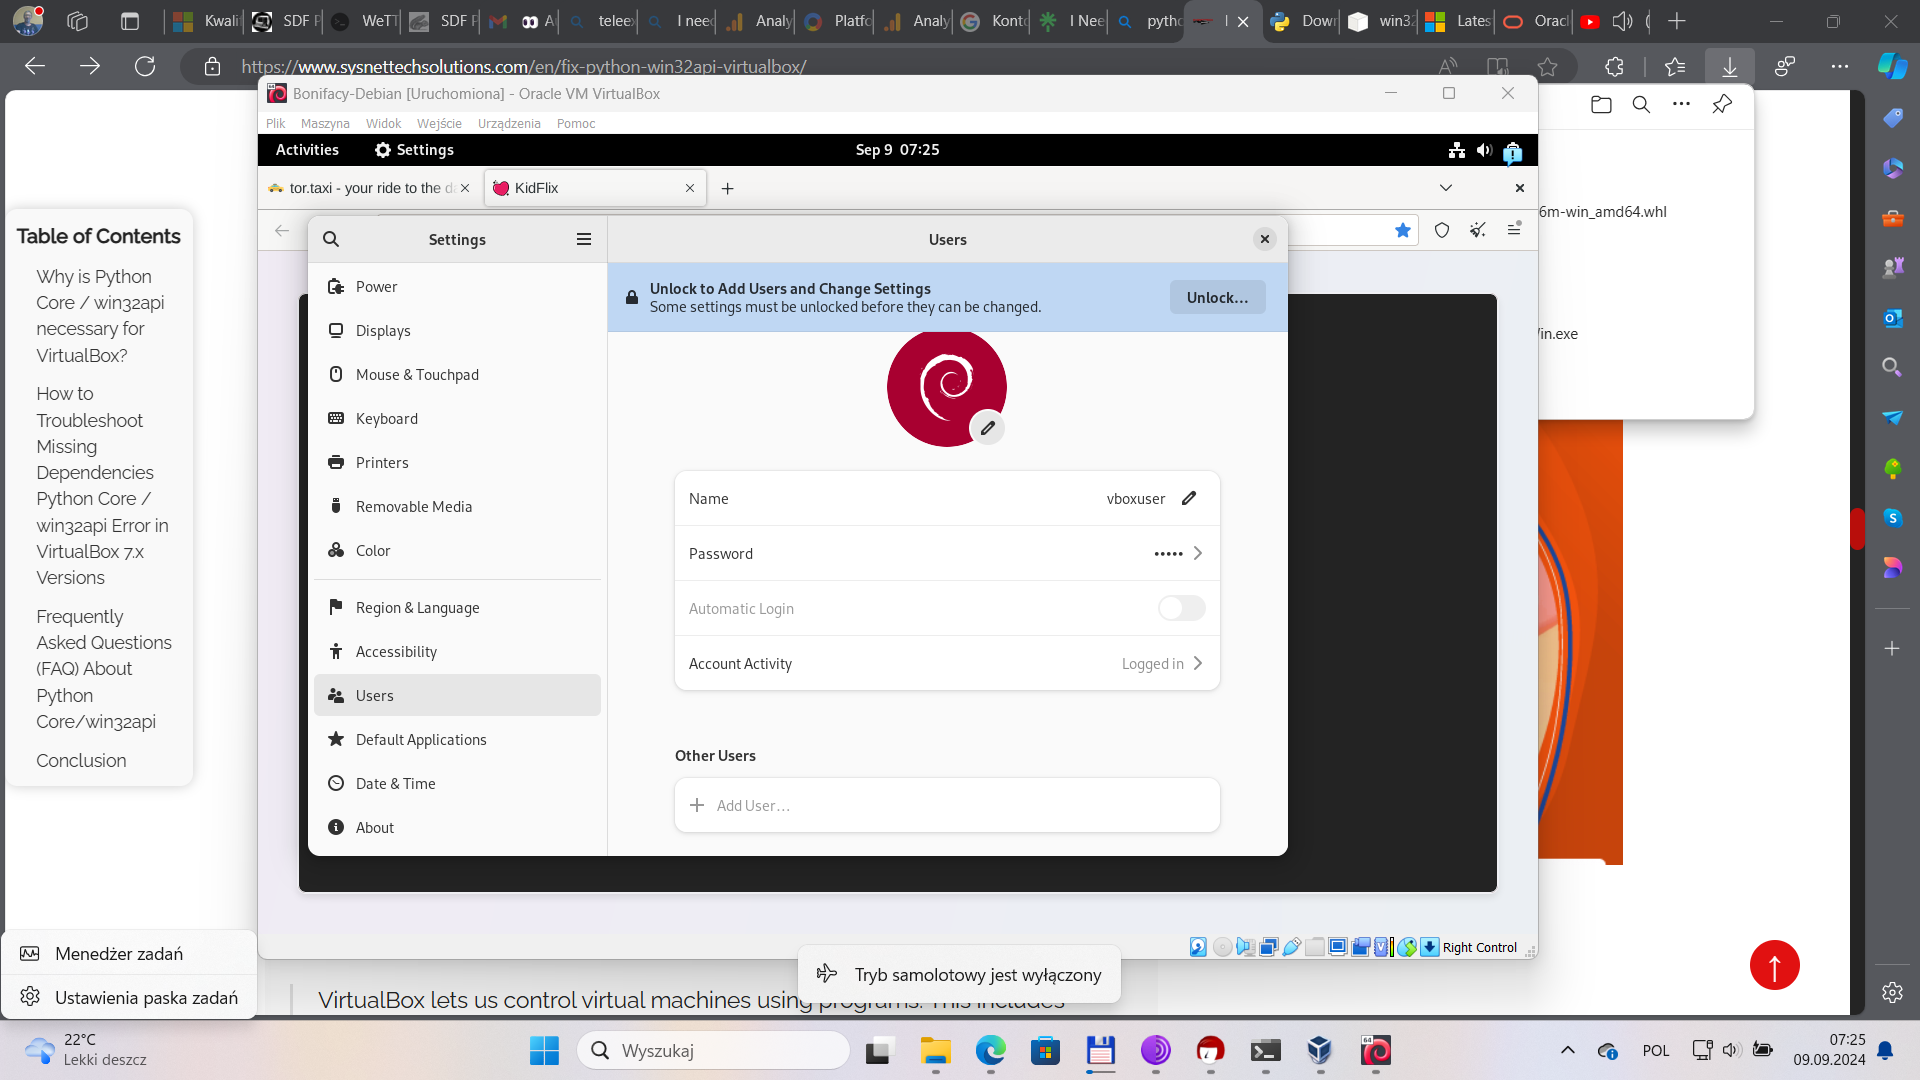 Kwalif
SDF P
WeTT
SDF P
teleex
I need
Analy
Platfo
Analy
Konto
I Nee
pytho
Down
win32
Lates
Oracl
https://www.sysnettechsolutions.com/en/fix-python-win32api-virtualbox/
Bonifacy-Debian [Uruchomiona] - Oracle VM VirtualBox
Plik Maszyna Widok Wejście Urządzenia Pomoc
Activities Settings Sep 9 07:25
tor.taxi - your ride to the da
KidFlix
Settings
Users
Power
Displays
Mouse & Touchpad
Keyboard
Printers
Removable Media
Color
Region & Language
Accessibility
Users
Default Applications
Date & Time
About
Unlock to Add Users and Change Settings
Some settings must be unlocked before they can be changed.
Unlock...
Name vboxuser
Password •••••
Automatic Login
Account Activity Logged in
Other Users
Add User...
6m-win_amd64.whl
in.exe
Table of Contents
Why is Python
Core / win32api
necessary for
VirtualBox?
How to
Troubleshoot
Missing
Dependencies
Python Core /
win32api Error in
VirtualBox 7.x
Versions
Frequently
Asked Questions
(FAQ) About
Python
Core/win32api
Conclusion
Right Control
Menedżer zadań
Ustawienia paska zadań
Tryb samolotowy jest wyłączony
VirtualBox lets us control virtual machines using programs. This includes
22°C
Lekki deszcz
Wyszukaj
64
POL
07:25
09.09.2024